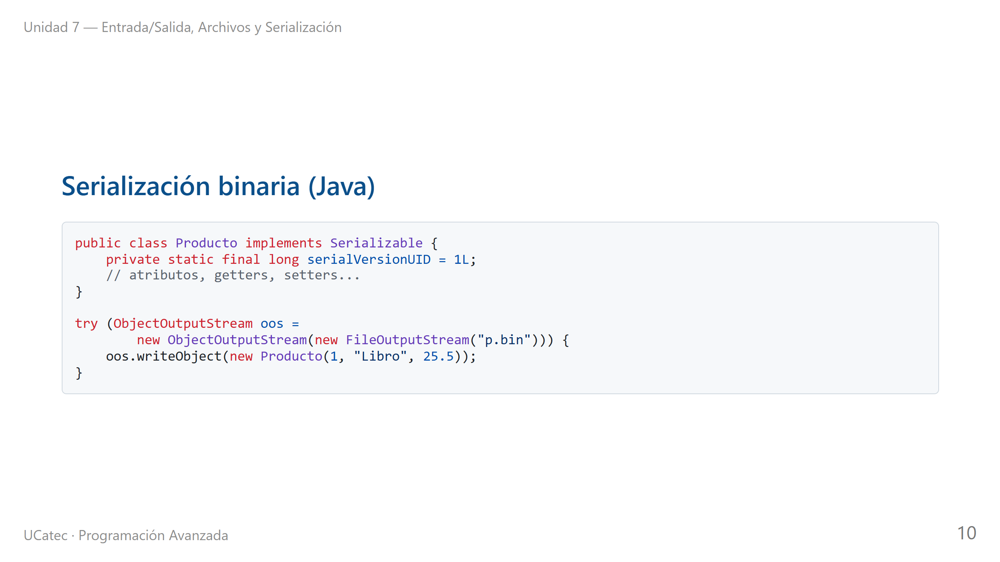 Unidad 7 — Entrada/Salida, Archivos y Serialización
Serialización binaria (Java)
public class Producto implements Serializable {
    private static final long serialVersionUID = 1L;
    // atributos, getters, setters...
}
try (ObjectOutputStream oos =
        new ObjectOutputStream(new FileOutputStream("p.bin"))) {
    oos.writeObject(new Producto(1, "Libro", 25.5));
}
UCatec · Programación Avanzada
10